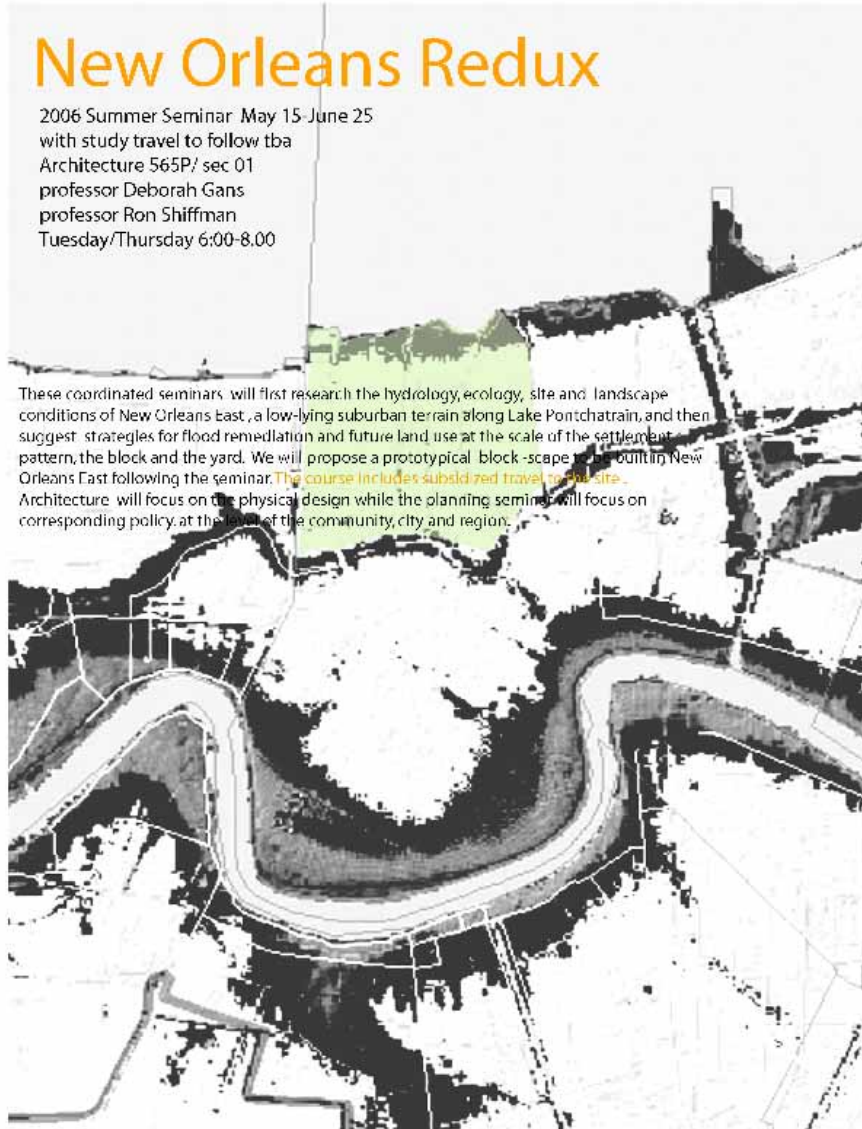 New Orleans Redux
2006 Summer Seminar May 15-June 25
with study travel to follow tba
Architecture 565P/ sec 01
professor Deborah Gans
professor Ron Shiffman
Tuesday/Thursday 6:00-8.00
These coordinated seminars will first research the hydrology, ecology, site and landscape
conditions of New Orleans East, a low-lying suburban terrain along Lake Pontchatrain, and then
suggest strategies for flood remediation and future land use at the scale of the settlement
pattern, the block and the yard. We will propose a prototypical block-scape to be built in New
Orleans East following the seminar. The course includes subsidized travel to the site.
Architecture will focus on the physical design while the planning seminar will focus on
corresponding policy. at the level of the community, city and region.